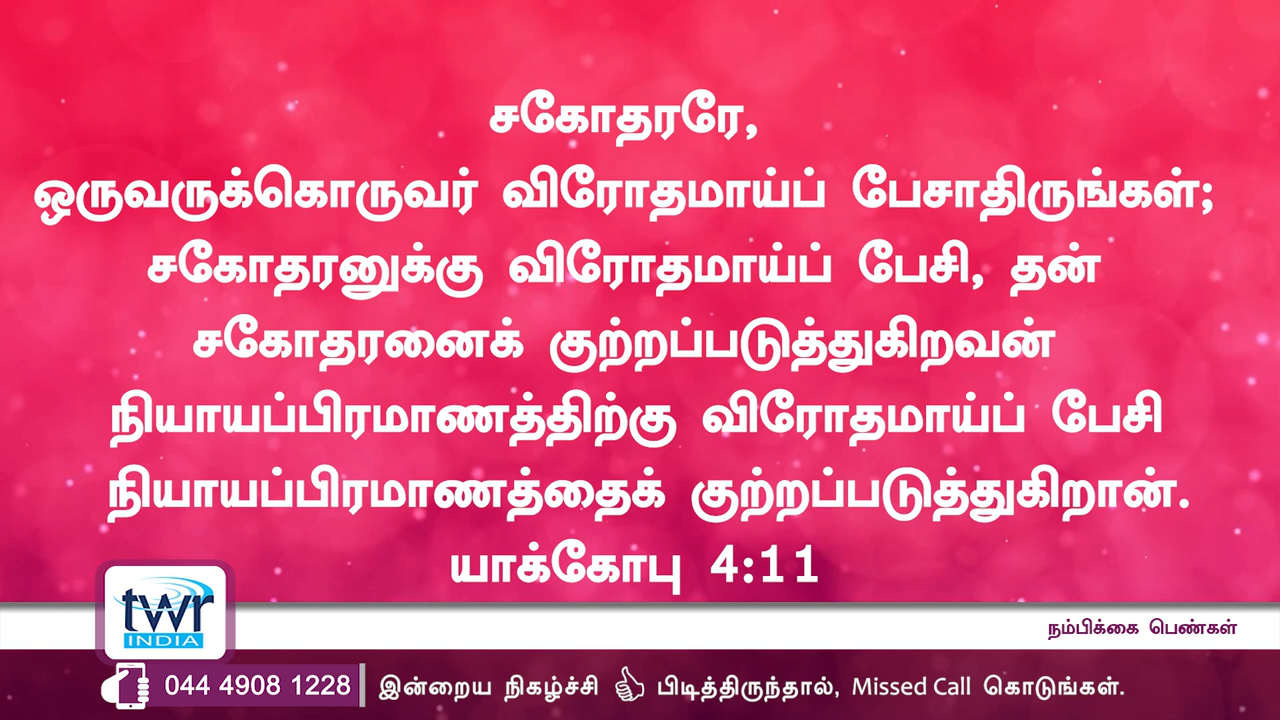 சகோதரரே,
ஒருவருக்கொருவர் விரோதமாய்ப் பேசாதிருங்கள்;
சகோதரனுக்கு விரோதமாய்ப் பேசி, தன்
சகோதரனைக் குற்றப்படுத்துகிறவன்
நியாயப்பிரமாணத்திற்கு விரோதமாய்ப் பேசி
நியாயப்பிரமாணத்தைக் குற்றப்படுத்துகிறான்.
யாக்கோபு 4:11
twr
INDIA
நம்பிக்கை பெண்கள்
044 4908 1228 இன்றைய நிகழ்ச்சி பிடித்திருந்தால், Missed Call கொடுங்கள்.